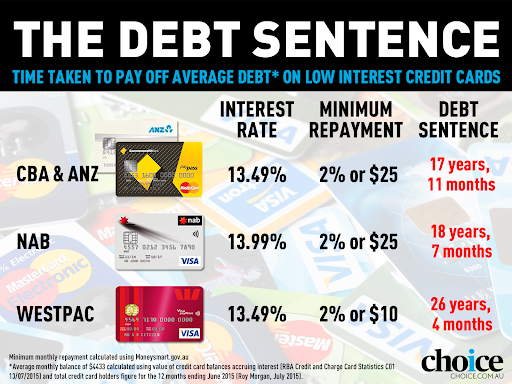 THE DEBT SENTENCE
TIME TAKEN TO PAY OFF AVERAGE DEBT* ON LOW INTEREST CREDIT CARDS
INTEREST RATE MINIMUM REPAYMENT DEBT SENTENCE
ANZ
CBA & ANZ 13.49% 2% or $25 17 years, 11 months
MasterCard
nab
NAB 13.99% 2% or $25 18 years, 7 months
VISA
WESTPAC 13.49% 2% or $10 26 years, 4 months
VISA
Minimum monthly repayment calculated using Moneysmart.gov.au
*Average monthly balance of $4433 calculated using value of credit card balances accruing interest (RBA Credit and Charge Card Statistics C01
13/07/2015) and total credit card holders figure for the 12 months ending June 2015 (Roy Morgan, July 2015).
choice
CHOICE.COM.AU